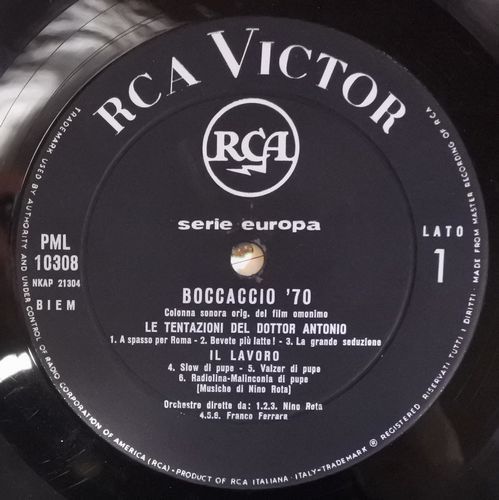 RCA VICTOR
RCA
serie europa
PML
10308
NKAP 21304
BIEM
LATO
1
BOCCACCIO '70
Colonna sonora orig. del film omonimo
LE TENTAZIONI DEL DOTTOR ANTONIO
1. A spasso per Roma - 2. Bevete più latte! - 3. La grande seduzione
IL LAVORO
4. Slow di pupe - 5. Valzer di pupe
6. Radiolina-Malinconia di pupe
(Musiche di Nino Rota)
Orchestre dirette da: 1.2.3. Nino Rota
4.5.6. Franco Ferrara
TRADEMARK USED BY AUTHORITY AND UNDER CONTROL OF RADIO CORPORATION OF AMERICA (RCA)-PRODUCT OF RCA ITALIANA-ITALY-TRADEMARK ® REGISTERED RISERVATI TUTTI I DIRITTI: MADE FROM MASTER RECORDING OF RCA